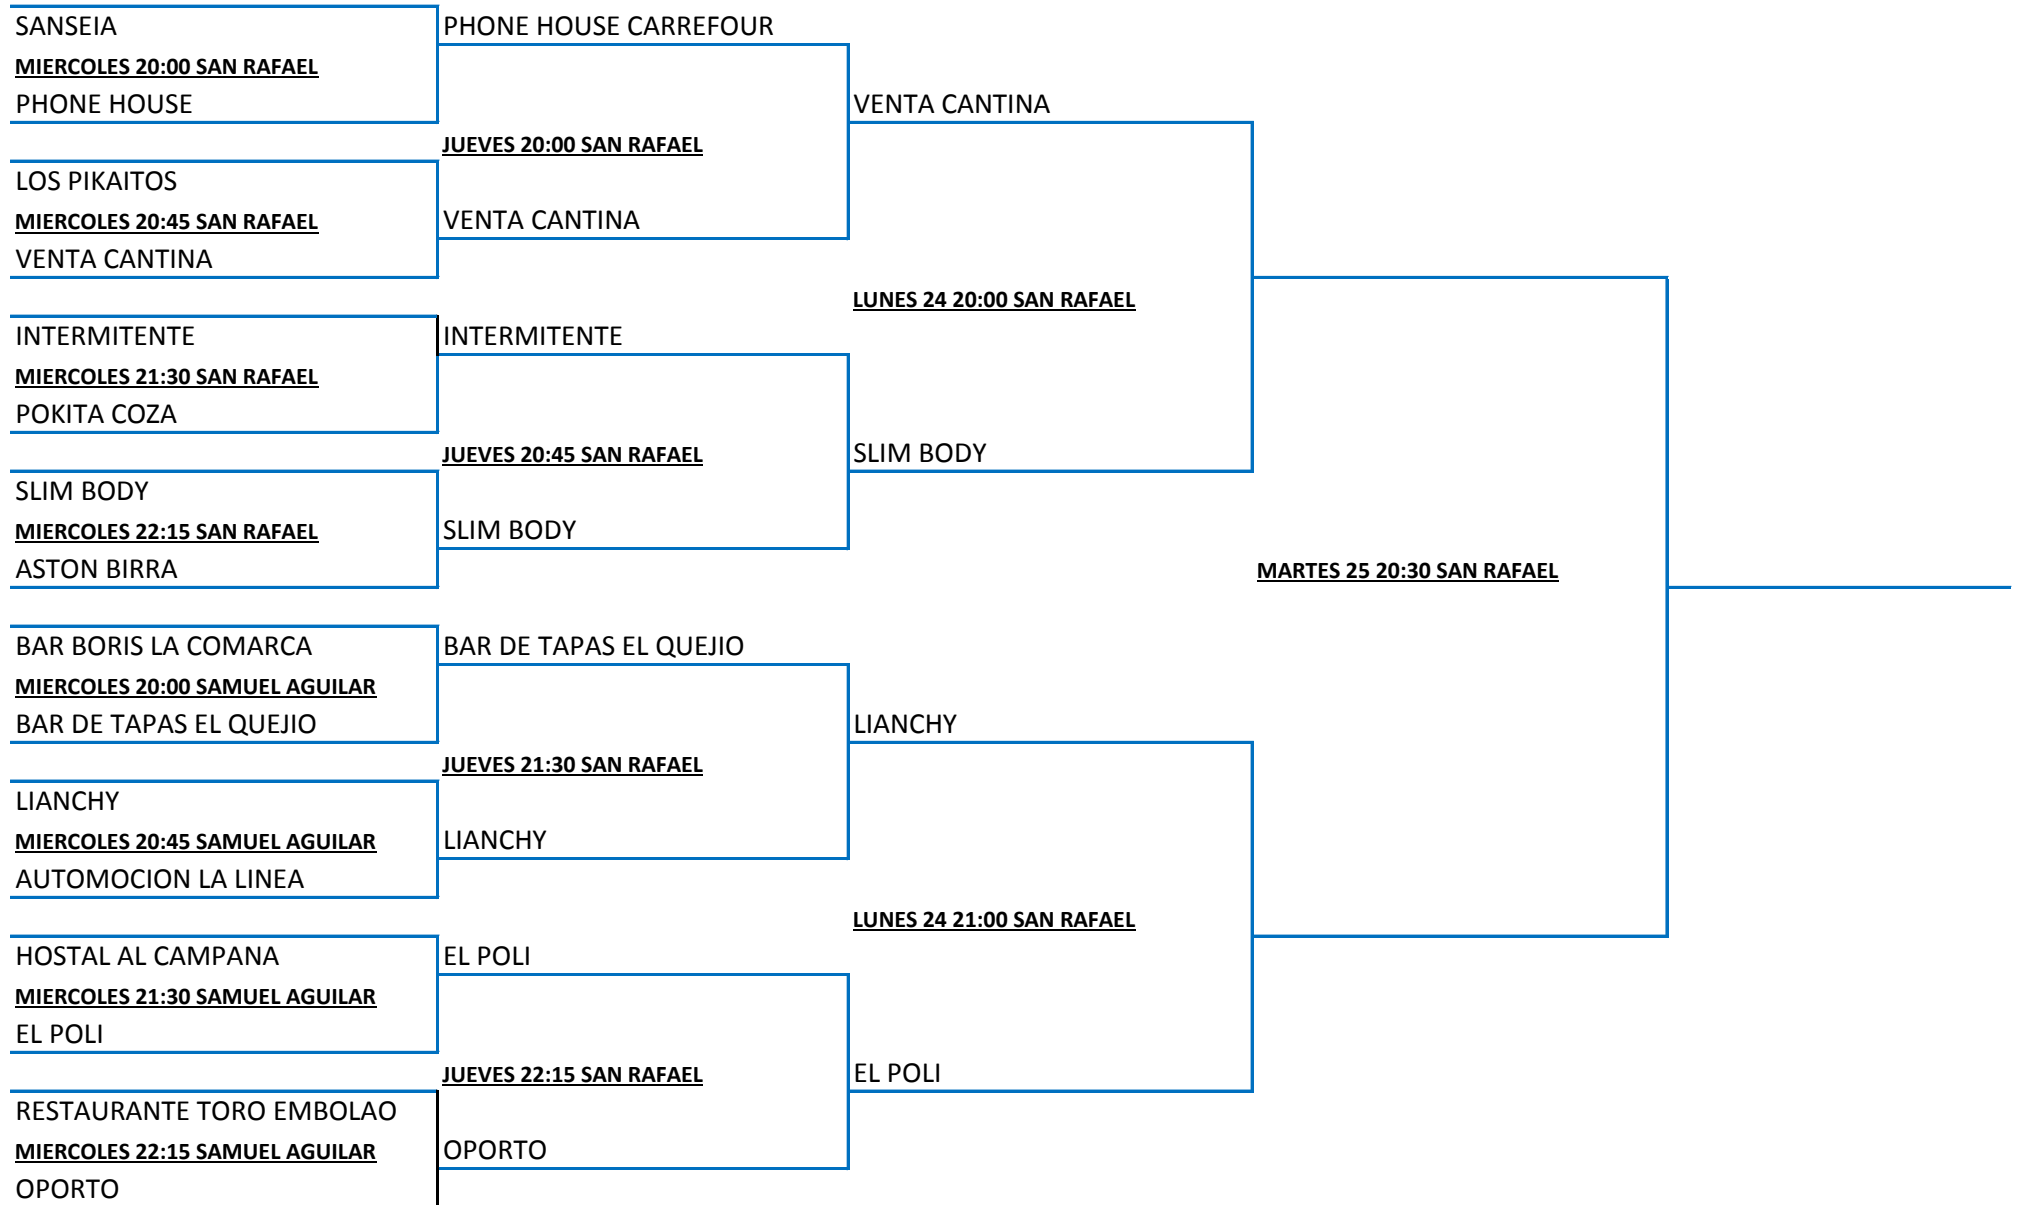 SANSEIA
MIERCOLES 20:00 SAN RAFAEL
PHONE HOUSE
LOS PIKAITOS
MIERCOLES 20:45 SAN RAFAEL
VENTA CANTINA
INTERMITENTE
MIERCOLES 21:30 SAN RAFAEL
POKITA COZA
SLIM BODY
MIERCOLES 22:15 SAN RAFAEL
ASTON BIRRA
BAR BORIS LA COMARCA
MIERCOLES 20:00 SAMUEL AGUILAR
BAR DE TAPAS EL QUEJIO
LIANCHY
MIERCOLES 20:45 SAMUEL AGUILAR
AUTOMOCION LA LINEA
HOSTAL AL CAMPANA
MIERCOLES 21:30 SAMUEL AGUILAR
EL POLI
RESTAURANTE TORO EMBOLAO
MIERCOLES 22:15 SAMUEL AGUILAR
OPORTO
PHONE HOUSE CARREFOUR
JUEVES 20:00 SAN RAFAEL
VENTA CANTINA
INTERMITENTE
JUEVES 20:45 SAN RAFAEL
SLIM BODY
BAR DE TAPAS EL QUEJIO
JUEVES 21:30 SAN RAFAEL
LIANCHY
EL POLI
JUEVES 22:15 SAN RAFAEL
OPORTO
VENTA CANTINA
LUNES 24 20:00 SAN RAFAEL
SLIM BODY
LIANCHY
LUNES 24 21:00 SAN RAFAEL
EL POLI
MARTES 25 20:30 SAN RAFAEL